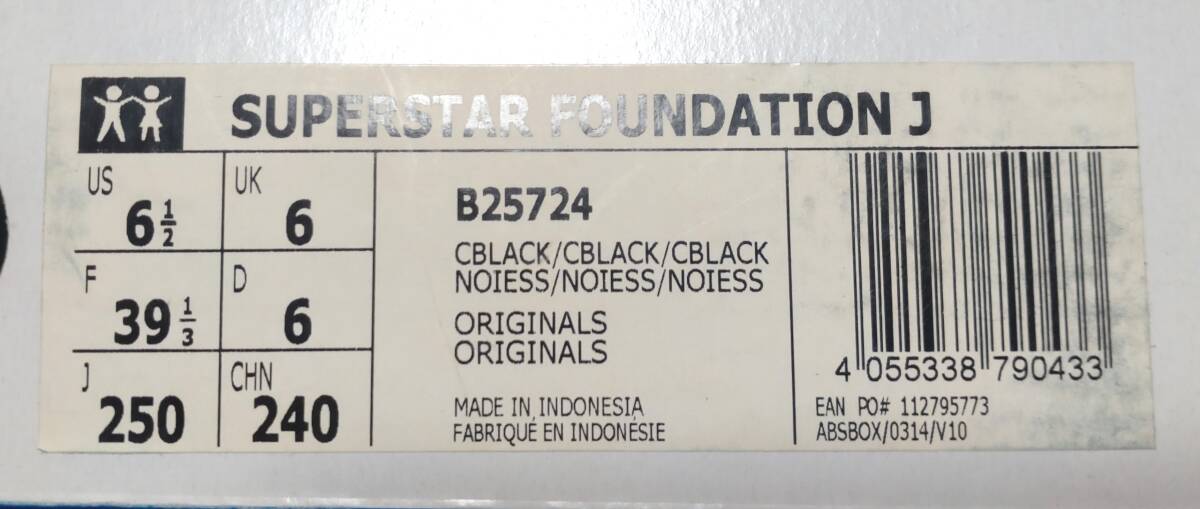 SUPERSTAR FOUNDATION J
US
6 1/2
UK
6
F
39 1/3
D
6
J
250
CHN
240
B25724
CBLACK/CBLACK/CBLACK
NOIESS/NOIESS/NOIESS
ORIGINALS
ORIGINALS
MADE IN INDONESIA
FABRIQUÉ EN INDONÉSIE
4 055338 790433
EAN PO# 112795773
ABSBOX/0314/V10